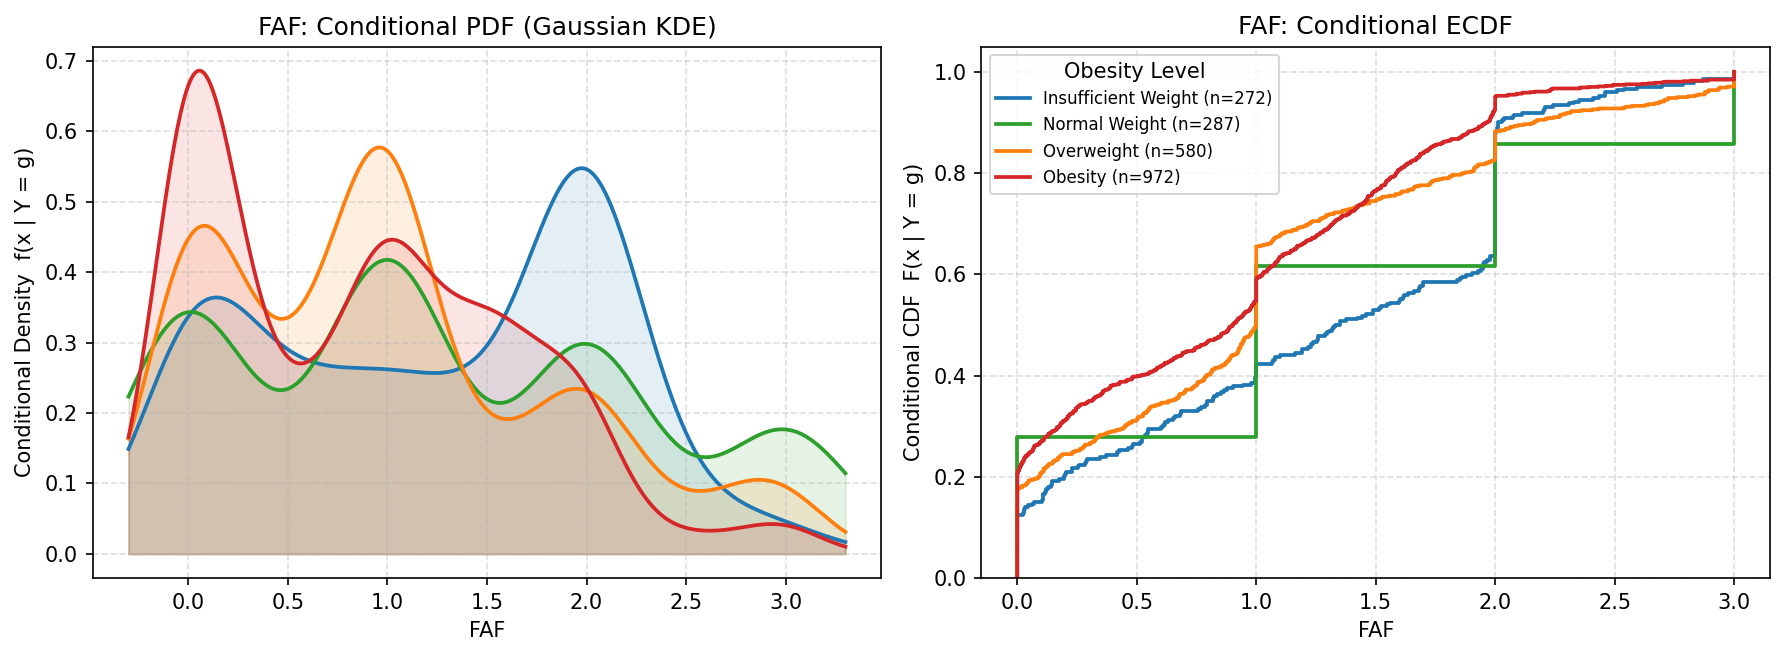 FAF: Conditional PDF (Gaussian KDE)
Conditional Density f(x | Y = g)
0.7
0.6
0.5
0.4
0.3
0.2
0.1
0.0
0.0 0.5 1.0 1.5 2.0 2.5 3.0
FAF
FAF: Conditional ECDF
Conditional CDF F(x | Y = g)
1.0
0.8
0.6
0.4
0.2
0.0
Obesity Level
Insufficient Weight (n=272)
Normal Weight (n=287)
Overweight (n=580)
Obesity (n=972)
0.0 0.5 1.0 1.5 2.0 2.5 3.0
FAF